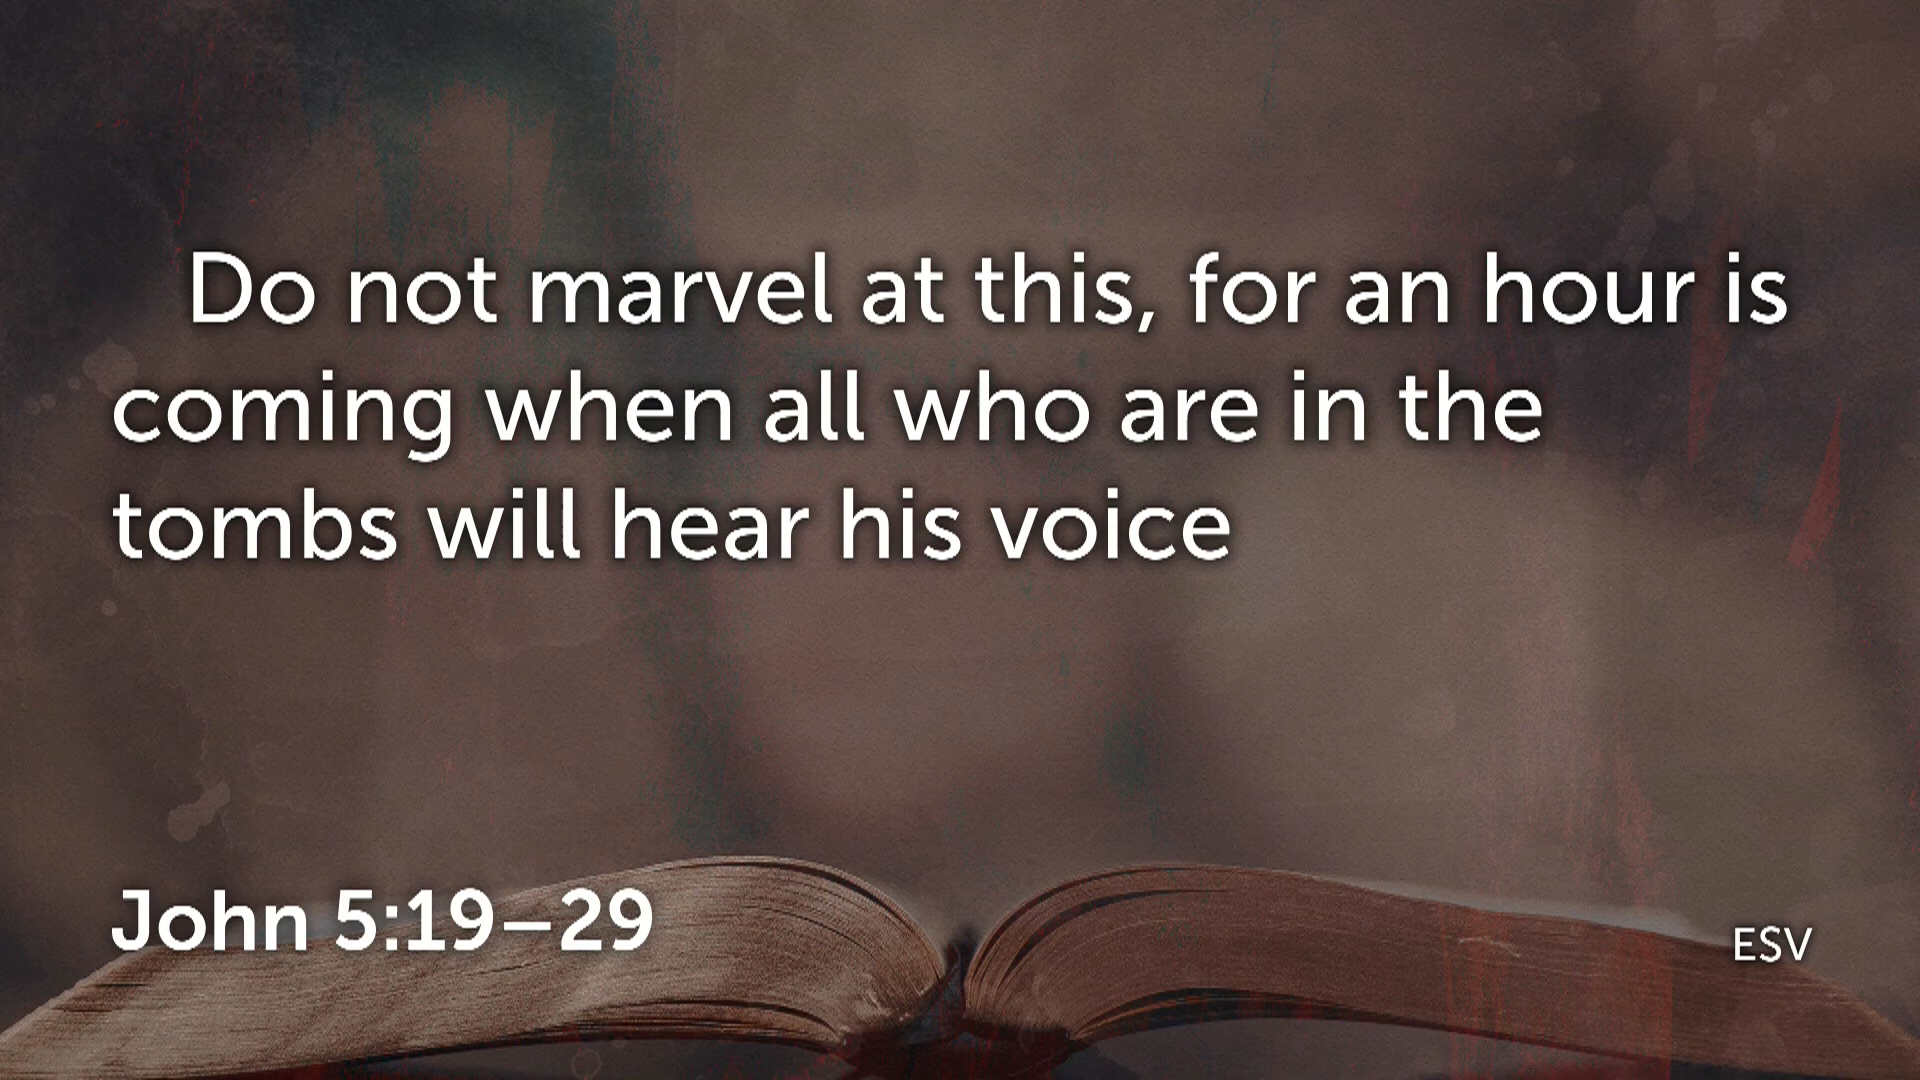 Do not marvel at this, for an hour is
coming when all who are in the
tombs will hear his voice
John 5:19–29
ESV